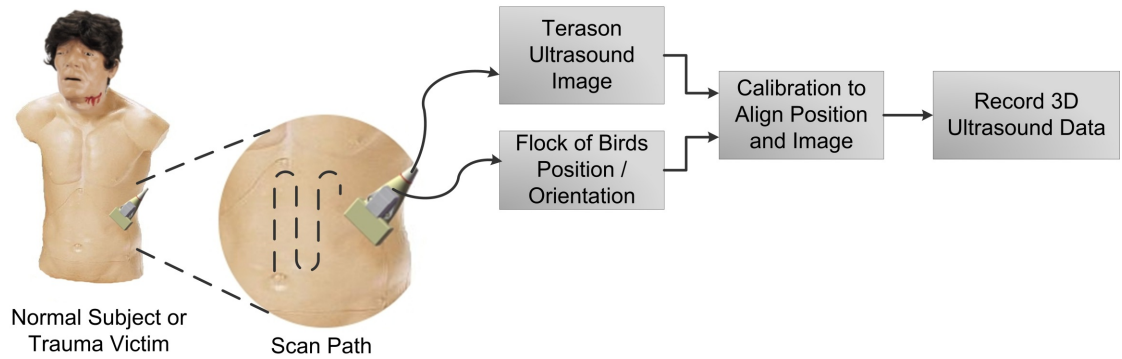 Normal Subject or
Trauma Victim
Scan Path
Terason
Ultrasound
Image
Flock of Birds
Position /
Orientation
Calibration to
Align Position
and Image
Record 3D
Ultrasound Data